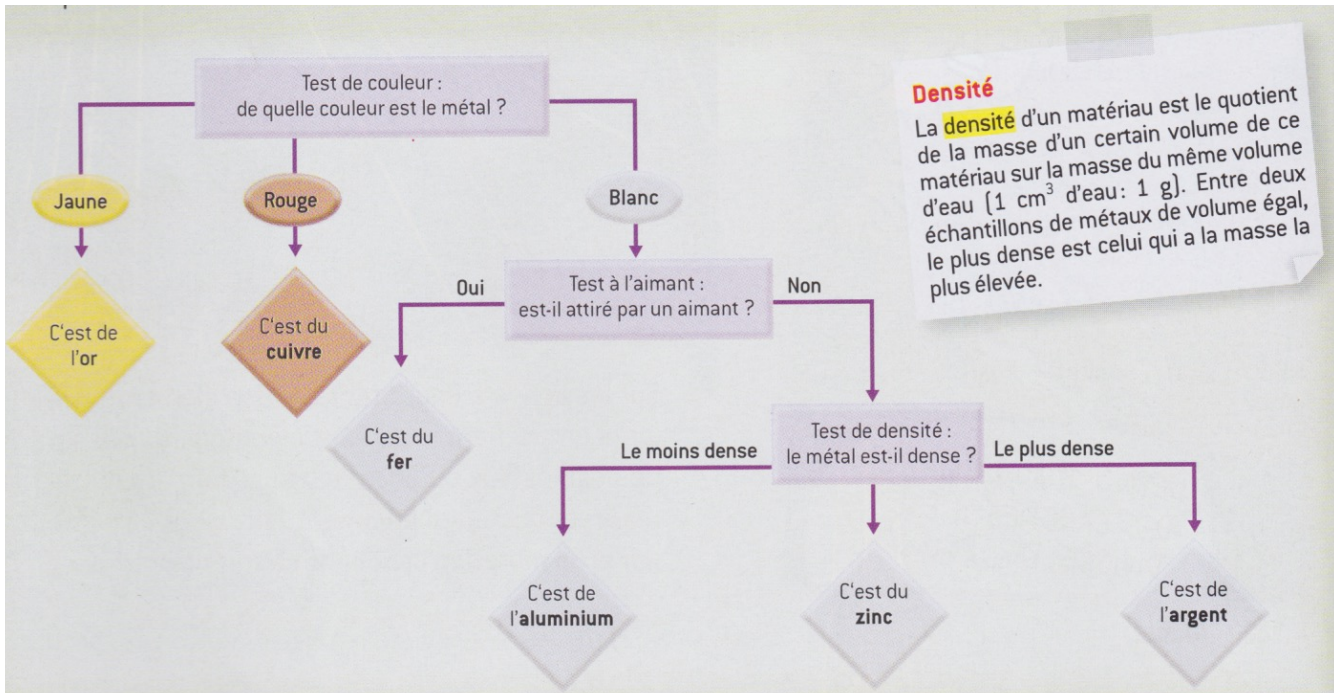 Test de couleur :
de quelle couleur est le métal ?
Jaune
Rouge
Blanc
C'est de
l'or
C'est du
cuivre
Oui
Test à l'aimant :
est-il attiré par un aimant ?
Non
C'est du
fer
Le moins dense
Test de densité :
le métal est-il dense ?
Le plus dense
C'est de
l'aluminium
C'est du
zinc
C'est de
l'argent
Densité
La densité d'un matériau est le quotient
de la masse d'un certain volume de ce
matériau sur la masse du même volume
d'eau (1 cm³ d'eau: 1 g). Entre deux
échantillons de métaux de volume égal,
le plus dense est celui qui a la masse la
plus élevée.